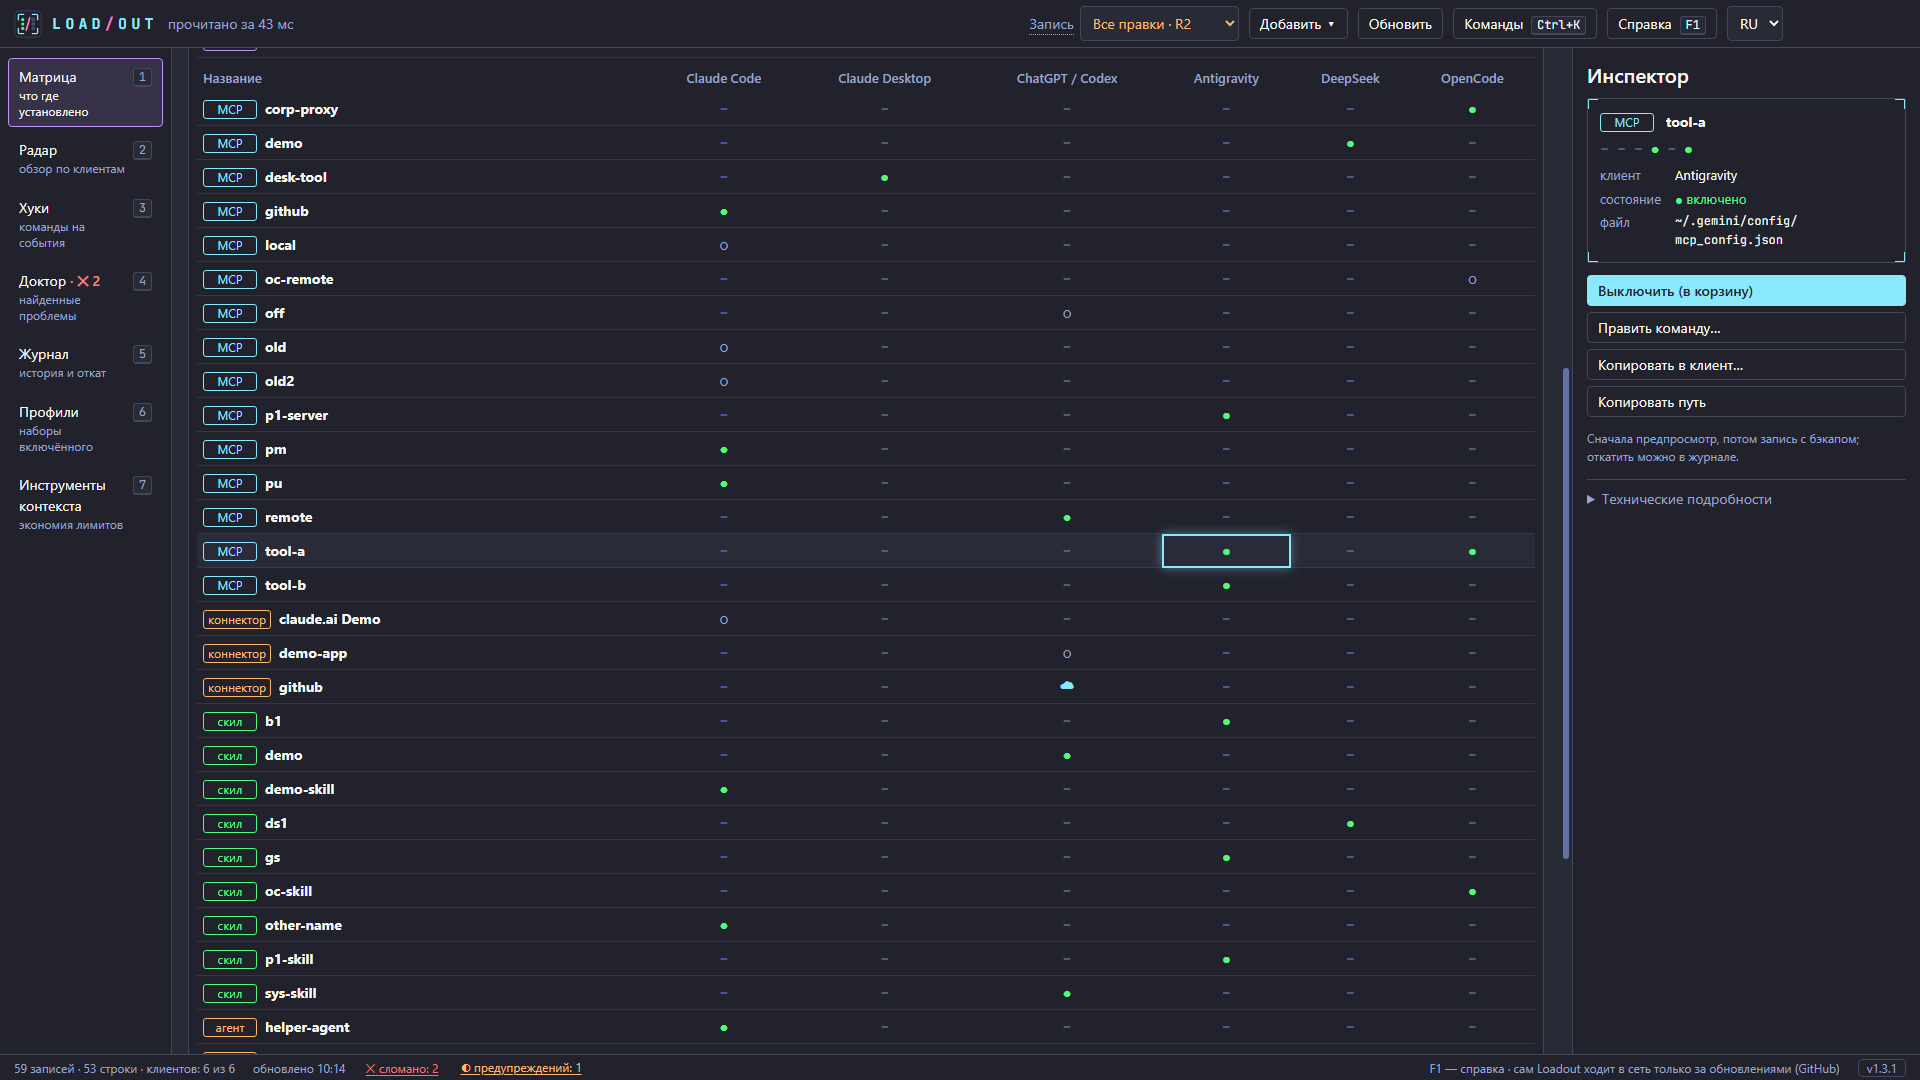 LOAD/OUT прочитано за 43 мс Запись Все правки · R2 Добавить ▾ Обновить Команды Ctrl+K Справка F1 RU
Матрица 1
что где
установлено
Радар 2
обзор по клиентам
Хуки 3
команды на
события
Доктор · ✕ 2 4
найденные
проблемы
Журнал 5
история и откат
Профили 6
наборы
включённого
Инструменты 7
контекста
экономия лимитов
Название Claude Code Claude Desktop ChatGPT / Codex Antigravity DeepSeek OpenCode
MCP corp-proxy – – – – – ●
MCP demo – – – – ● –
MCP desk-tool – ● – – – –
MCP github ● – – – – –
MCP local ○ – – – – –
MCP oc-remote – – – – – ○
MCP off – – ○ – – –
MCP old ○ – – – – –
MCP old2 ○ – – – – –
MCP p1-server – – – ● – –
MCP pm ● – – – – –
MCP pu ● – – – – –
MCP remote – – ● – – –
MCP tool-a – – – ● – ●
MCP tool-b – – – ● – –
коннектор claude.ai Demo ○ – – – – –
коннектор demo-app – – ○ – – –
коннектор github – – ☁ – – –
скил b1 – – – ● – –
скил demo – – ● – – –
скил demo-skill ● – – – – –
скил ds1 – – – – ● –
скил gs – – – ● – –
скил oc-skill – – – – – ●
скил other-name ● – – – – –
скил p1-skill – – – ● – –
скил sys-skill – – ● – – –
агент helper-agent ● – – – – –
Инспектор
MCP tool-a
– – – ● – ●
клиент Antigravity
состояние ● включено
файл ~/.gemini/config/
mcp_config.json
Выключить (в корзину)
Править команду...
Копировать в клиент...
Копировать путь
Сначала предпросмотр, потом запись с бэкапом;
откатить можно в журнале.
▶ Технические подробности
59 записей · 53 строки · клиентов: 6 из 6 обновлено 10:14 ✕ сломано: 2 ◐ предупреждений: 1 F1 — справка · сам Loadout ходит в сеть только за обновлениями (GitHub) v1.3.1